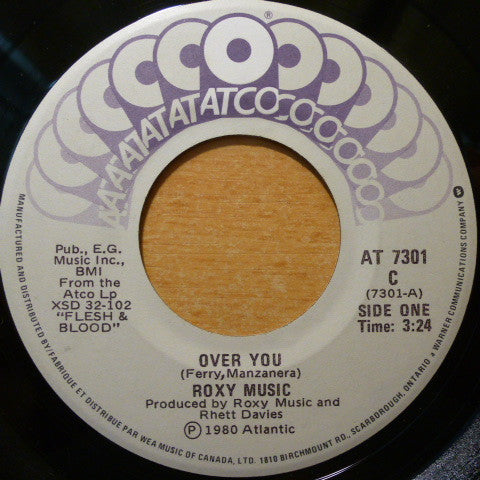 ATCO
®
Pub., E.G.
Music Inc.,
BMI
From the
Atco Lp
XSD 32-102
"FLESH &
BLOOD"
AT 7301
C
(7301-A)
SIDE ONE
Time: 3:24
OVER YOU
(Ferry, Manzanera)
ROXY MUSIC
Produced by Roxy Music and
Rhett Davies
Ⓟ 1980 Atlantic
MANUFACTURED AND DISTRIBUTED BY/FABRIQUE ET DISTRIBUE PAR WEA MUSIC OF CANADA, LTD. 1810 BIRCHMOUNT RD., SCARBOROUGH, ONTARIO A WARNER COMMUNICATIONS COMPANY